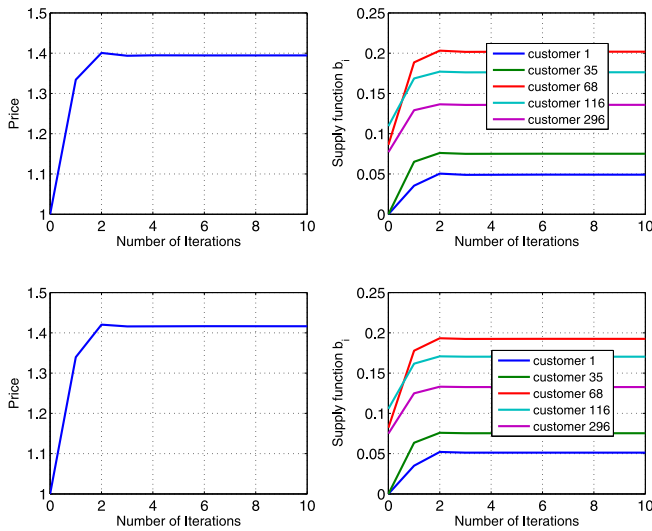 1.5
1.4
1.3
1.2
1.1
1
Price
0 2 4 6 8 10
Number of Iterations
0.25
0.2
0.15
0.1
0.05
0
Supply function b_i
customer 1
customer 35
customer 68
customer 116
customer 296
0 2 4 6 8 10
Number of Iterations
1.5
1.4
1.3
1.2
1.1
1
Price
0 2 4 6 8 10
Number of Iterations
0.25
0.2
0.15
0.1
0.05
0
Supply function b_i
customer 1
customer 35
customer 68
customer 116
customer 296
0 2 4 6 8 10
Number of Iterations